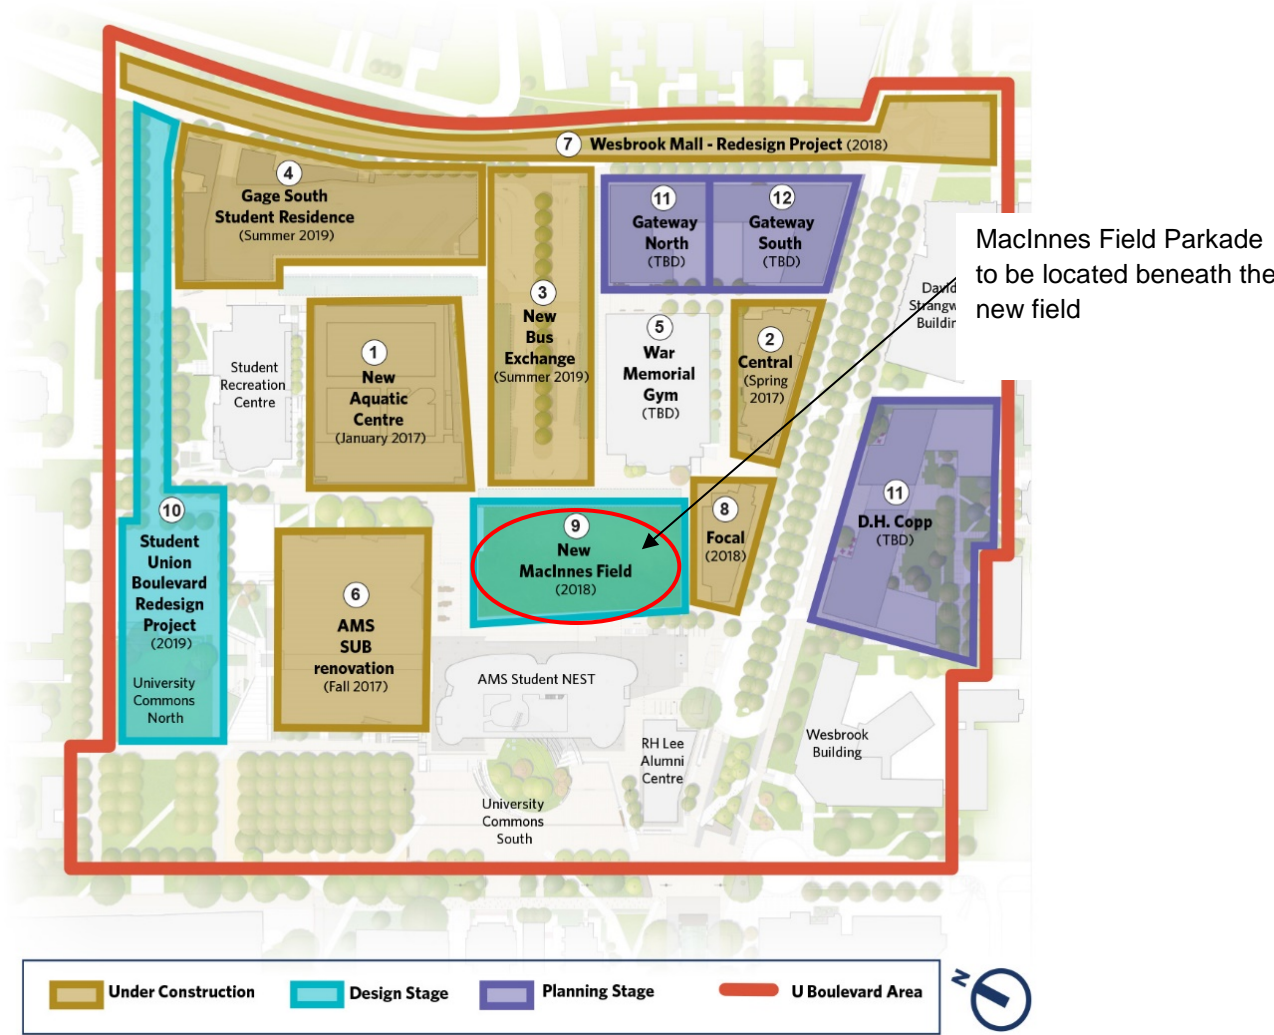 7 Wesbrook Mall - Redesign Project (2018)
4
Gage South
Student Residence
(Summer 2019)
11
Gateway
North
(TBD)
12
Gateway
South
(TBD)
MacInnes Field Parkade
to be located beneath the
new field
David
Strangw
Buildin
3
New
Bus
Exchange
(Summer 2019)
5
War
Memorial
Gym
(TBD)
2
Central
(Spring
2017)
1
New
Aquatic
Centre
(January 2017)
Student
Recreation
Centre
10
Student
Union
Boulevard
Redesign
Project
(2019)
University
Commons
North
6
AMS
SUB
renovation
(Fall 2017)
9
New
MacInnes Field
(2018)
8
Focal
(2018)
11
D.H. Copp
(TBD)
AMS Student NEST
RH Lee
Alumni
Centre
Wesbrook
Building
University
Commons
South
Under Construction
Design Stage
Planning Stage
U Boulevard Area
N